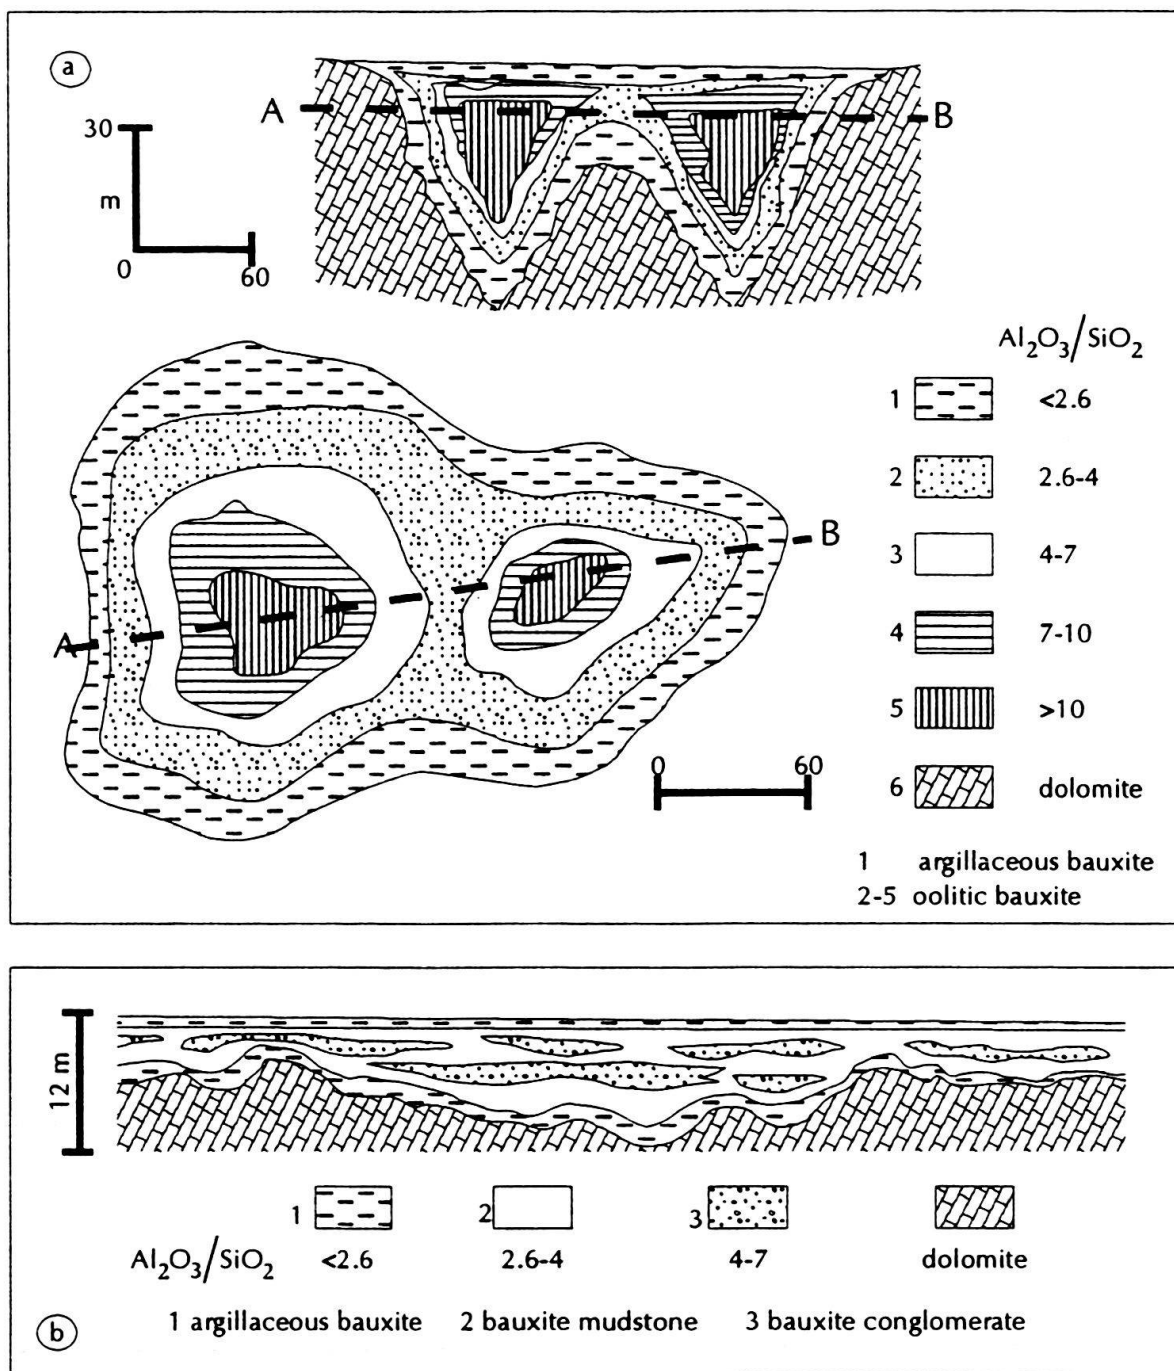 a
A
B
30
m
0
60
Al₂O₃/SiO₂
1 <2.6
2 2.6-4
3 4-7
4 7-10
5 >10
6 dolomite
B
A
0 60
1 argillaceous bauxite
2-5 oolitic bauxite
12 m
1 2 3
Al₂O₃/SiO₂ <2.6 2.6-4 4-7 dolomite
1 argillaceous bauxite 2 bauxite mudstone 3 bauxite conglomerate
b